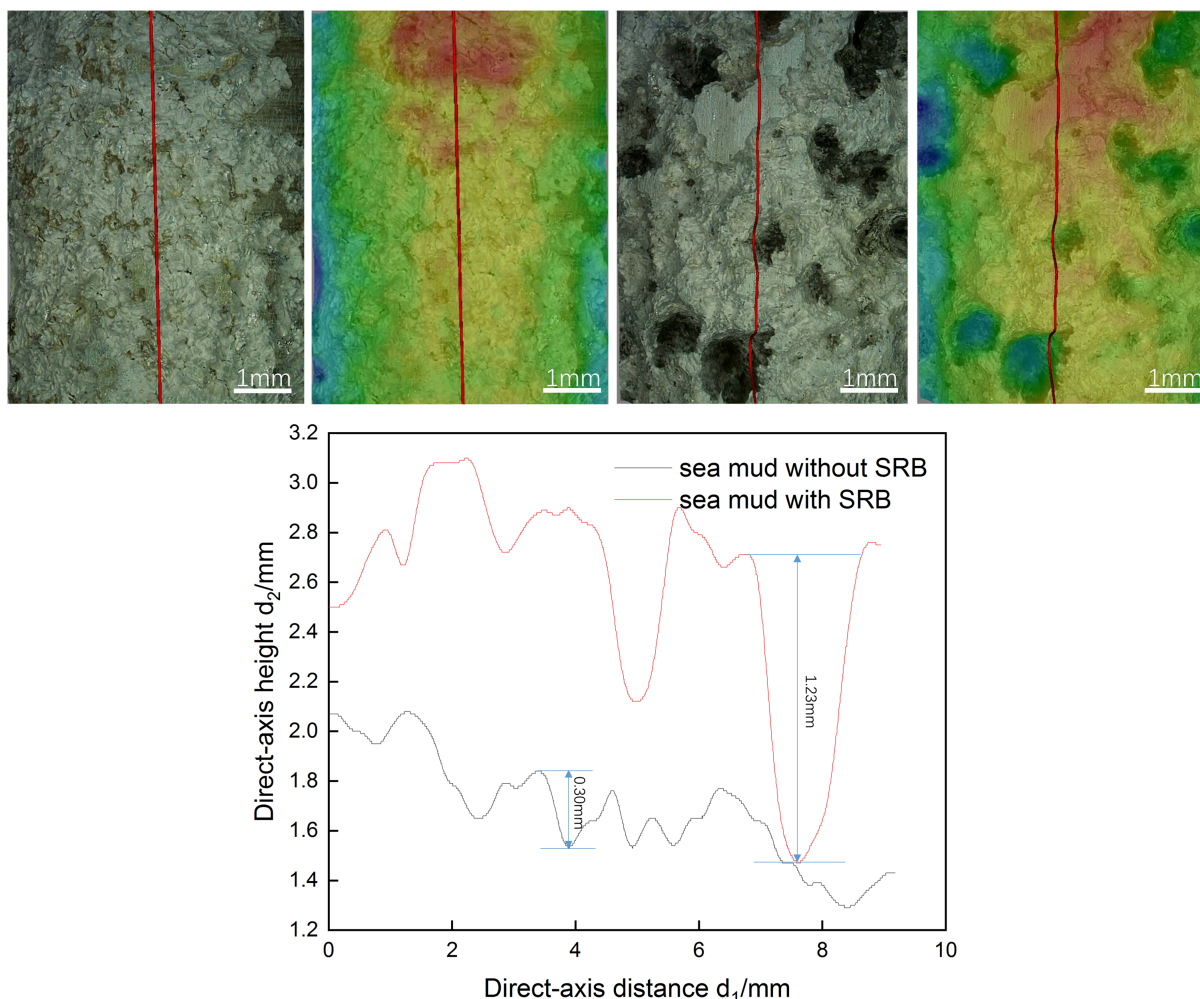 1mm
1mm
1mm
1mm
3.2
3.0
2.8
2.6
2.4
2.2
2.0
1.8
1.6
1.4
1.2
0
2
4
6
8
10
Direct-axis height d₂/mm
Direct-axis distance d₁/mm
sea mud without SRB
sea mud with SRB
0.30mm
1.23mm